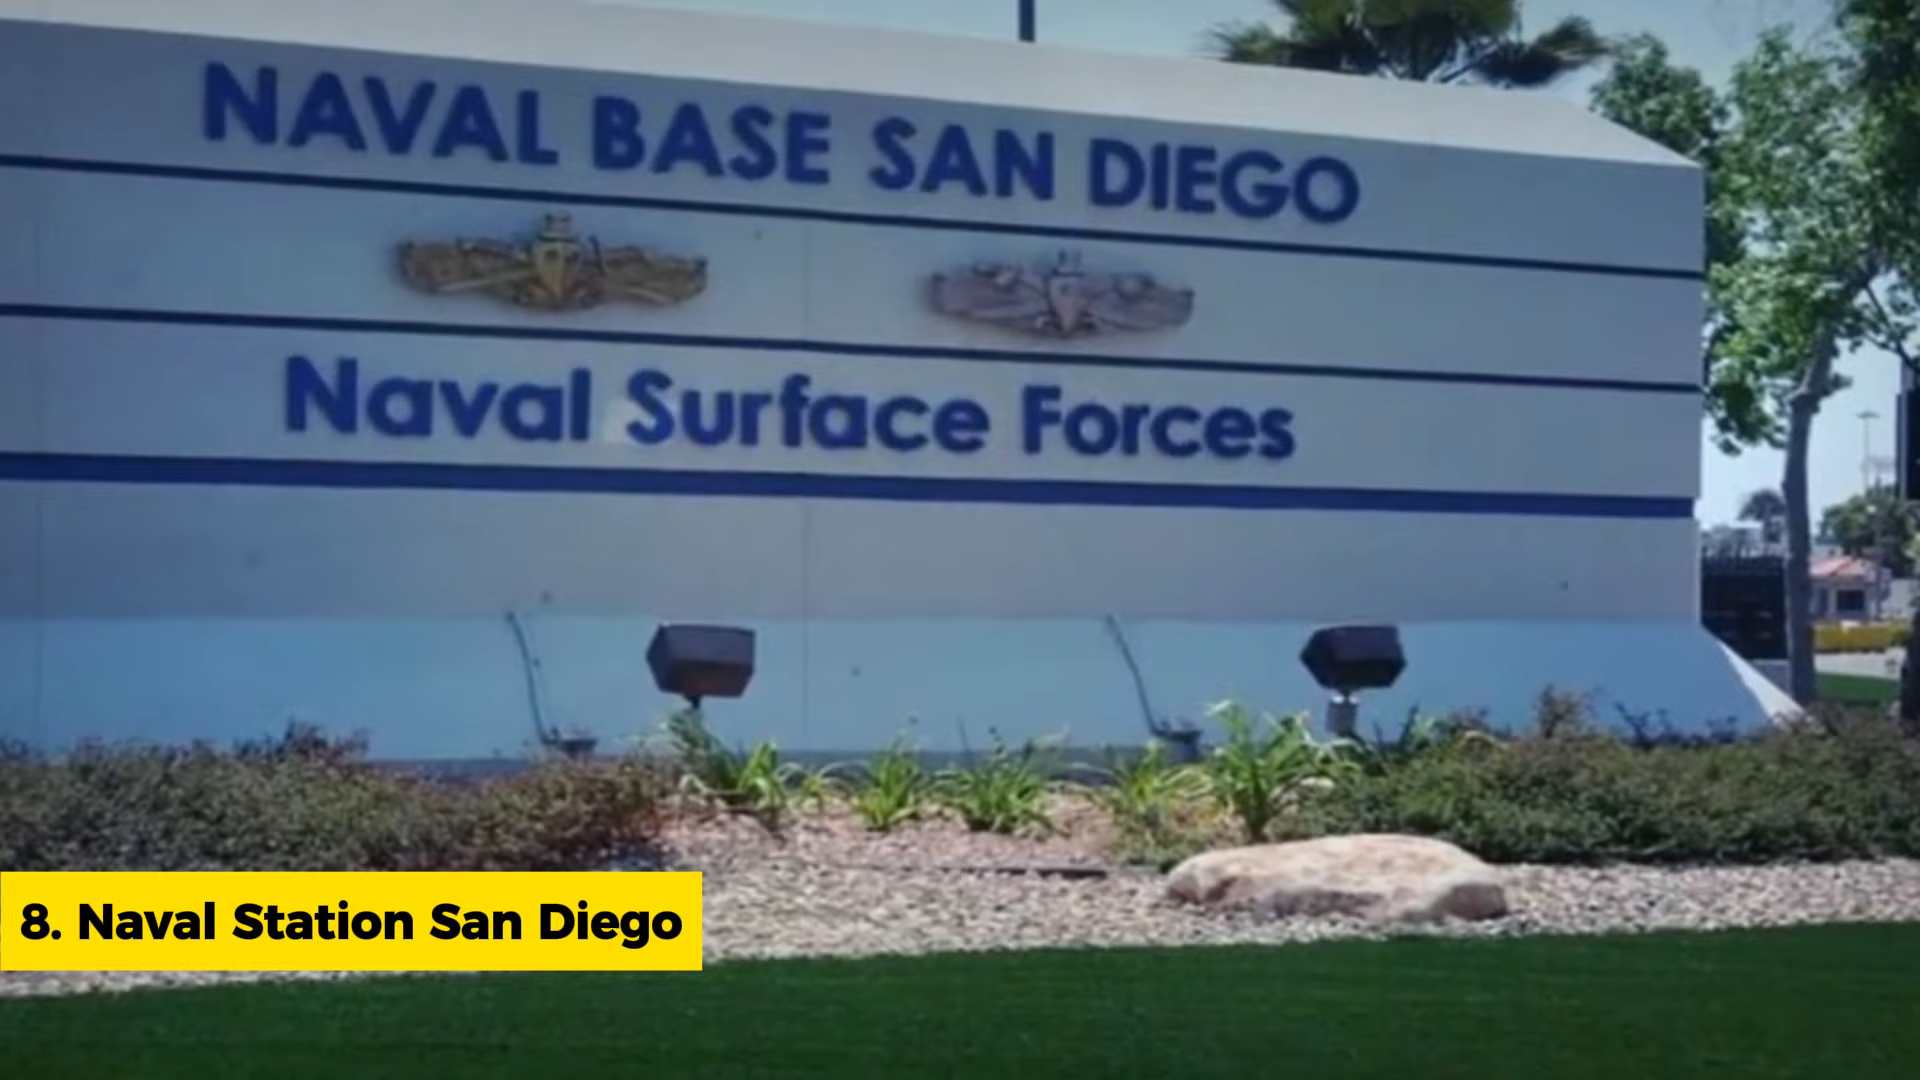 NAVAL BASE SAN DIEGO
Naval Surface Forces
8. Naval Station San Diego